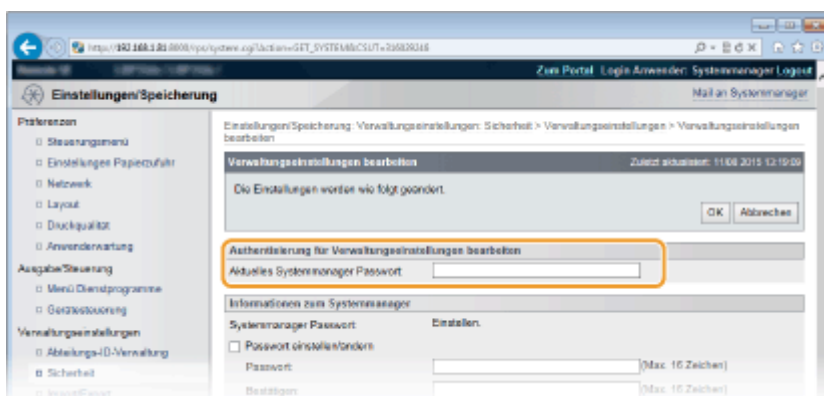 Zum Portal Login Anwender: Systemmanager Logout
Einstellungen/Speicherung
Mail an Systemmanager
Präferenzen
Steuerungsmenü
Einstellungen Papierzufuhr
Netzwerk
Layout
Druckqualität
Anwenderwartung
Ausgabe/Steuerung
Menü Dienstprogramme
Gerätesteuerung
Verwaltungseinstellungen
Abteilungs-ID-Verwaltung
Sicherheit
Import/Export
Einstellungen/Speicherung: Verwaltungseinstellungen: Sicherheit > Verwaltungseinstellungen > Verwaltungseinstellungen
bearbeiten
Verwaltungseinstellungen bearbeiten
Zuletzt aktualisiert: 11/08 2015 13:19:09
Die Einstellungen werden wie folgt geändert.
OK Abbrechen
Authentisierung für Verwaltungseinstellungen bearbeiten
Aktuelles Systemmanager Passwort:
Informationen zum Systemmanager
Systemmanager Passwort: Einstellen.
Passwort einstellen/ändern
Passwort: (Max. 16 Zeichen)
Bestätigen: (Max. 16 Zeichen)